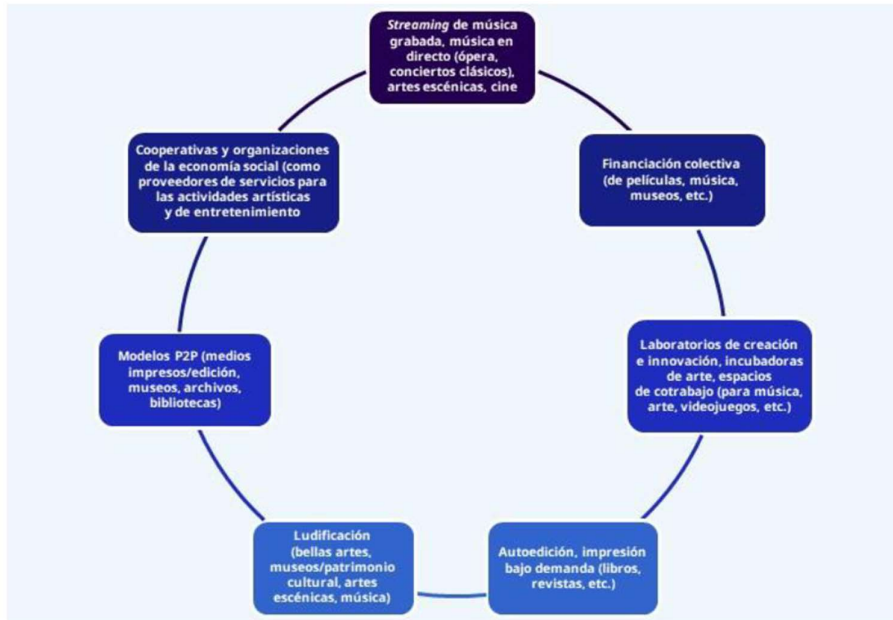 Streaming de música
grabada, música en
directo (ópera,
conciertos clásicos),
artes escénicas, cine
Financiación colectiva
(de películas, música,
museos, etc.)
Laboratorios de creación
e innovación, incubadoras
de arte, espacios
de cotrabajo (para música,
arte, videojuegos, etc.)
Autoedición, impresión
bajo demanda (libros,
revistas, etc.)
Ludificación
(bellas artes,
museos/patrimonio
cultural, artes
escénicas, música)
Modelos P2P (medios
impresos/edición,
museos, archivos,
bibliotecas)
Cooperativas y organizaciones
de la economía social (como
proveedores de servicios para
las actividades artísticas
y de entretenimiento